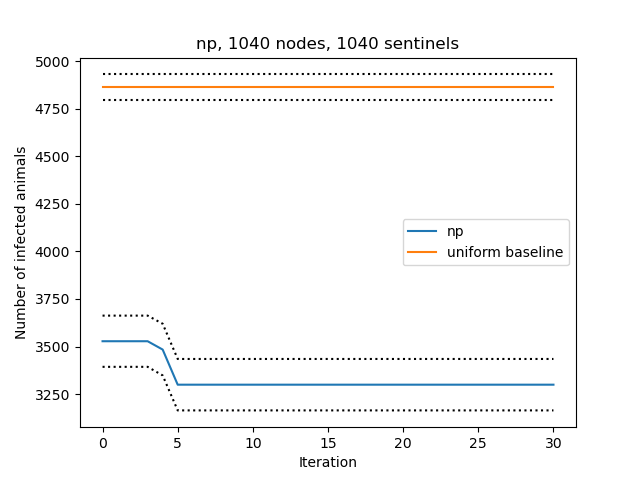 np, 1040 nodes, 1040 sentinels
5000
4750
4500
4250
4000
3750
3500
3250
Number of infected animals
np
uniform baseline
0 5 10 15 20 25 30
Iteration